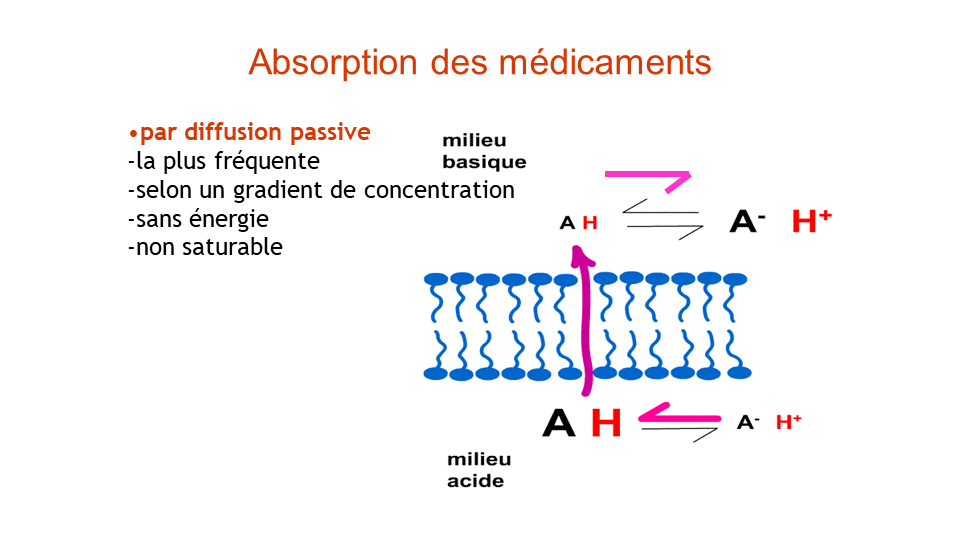 Absorption des médicaments
•par diffusion passive
-la plus fréquente
-selon un gradient de concentration
-sans énergie
-non saturable
milieu
basique
A H
A- H+
A H
A- H+
milieu
acide